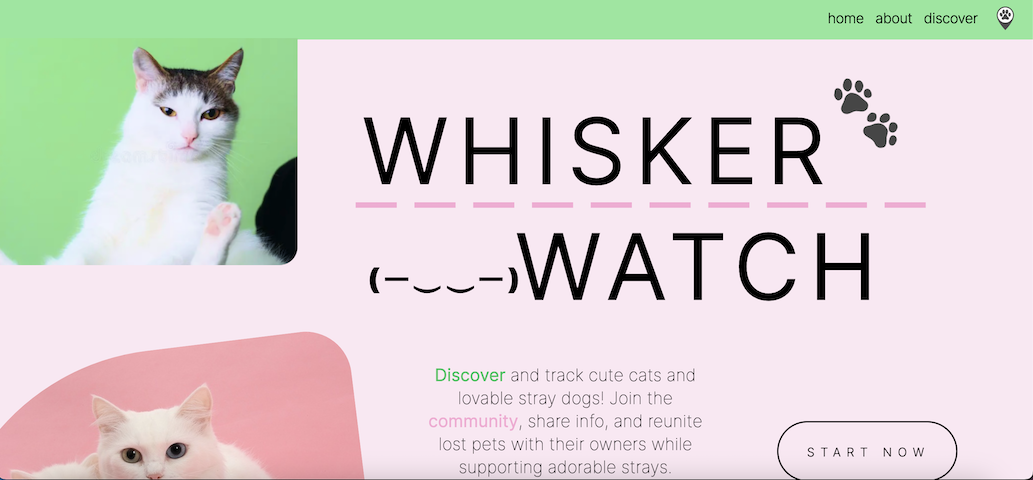 home about discover
WHISKER
(—‿‿—)WATCH
Discover and track cute cats and
lovable stray dogs! Join the
community, share info, and reunite
lost pets with their owners while
supporting adorable strays.
START NOW